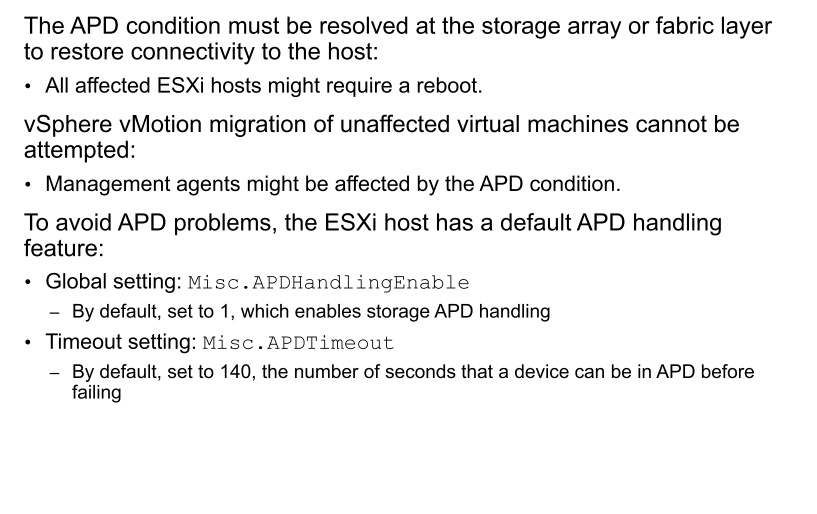 The APD condition must be resolved at the storage array or fabric layer
to restore connectivity to the host:
• All affected ESXi hosts might require a reboot.
vSphere vMotion migration of unaffected virtual machines cannot be
attempted:
• Management agents might be affected by the APD condition.
To avoid APD problems, the ESXi host has a default APD handling
feature:
• Global setting: Misc.APDHandlingEnable
– By default, set to 1, which enables storage APD handling
• Timeout setting: Misc.APDTimeout
– By default, set to 140, the number of seconds that a device can be in APD before
failing